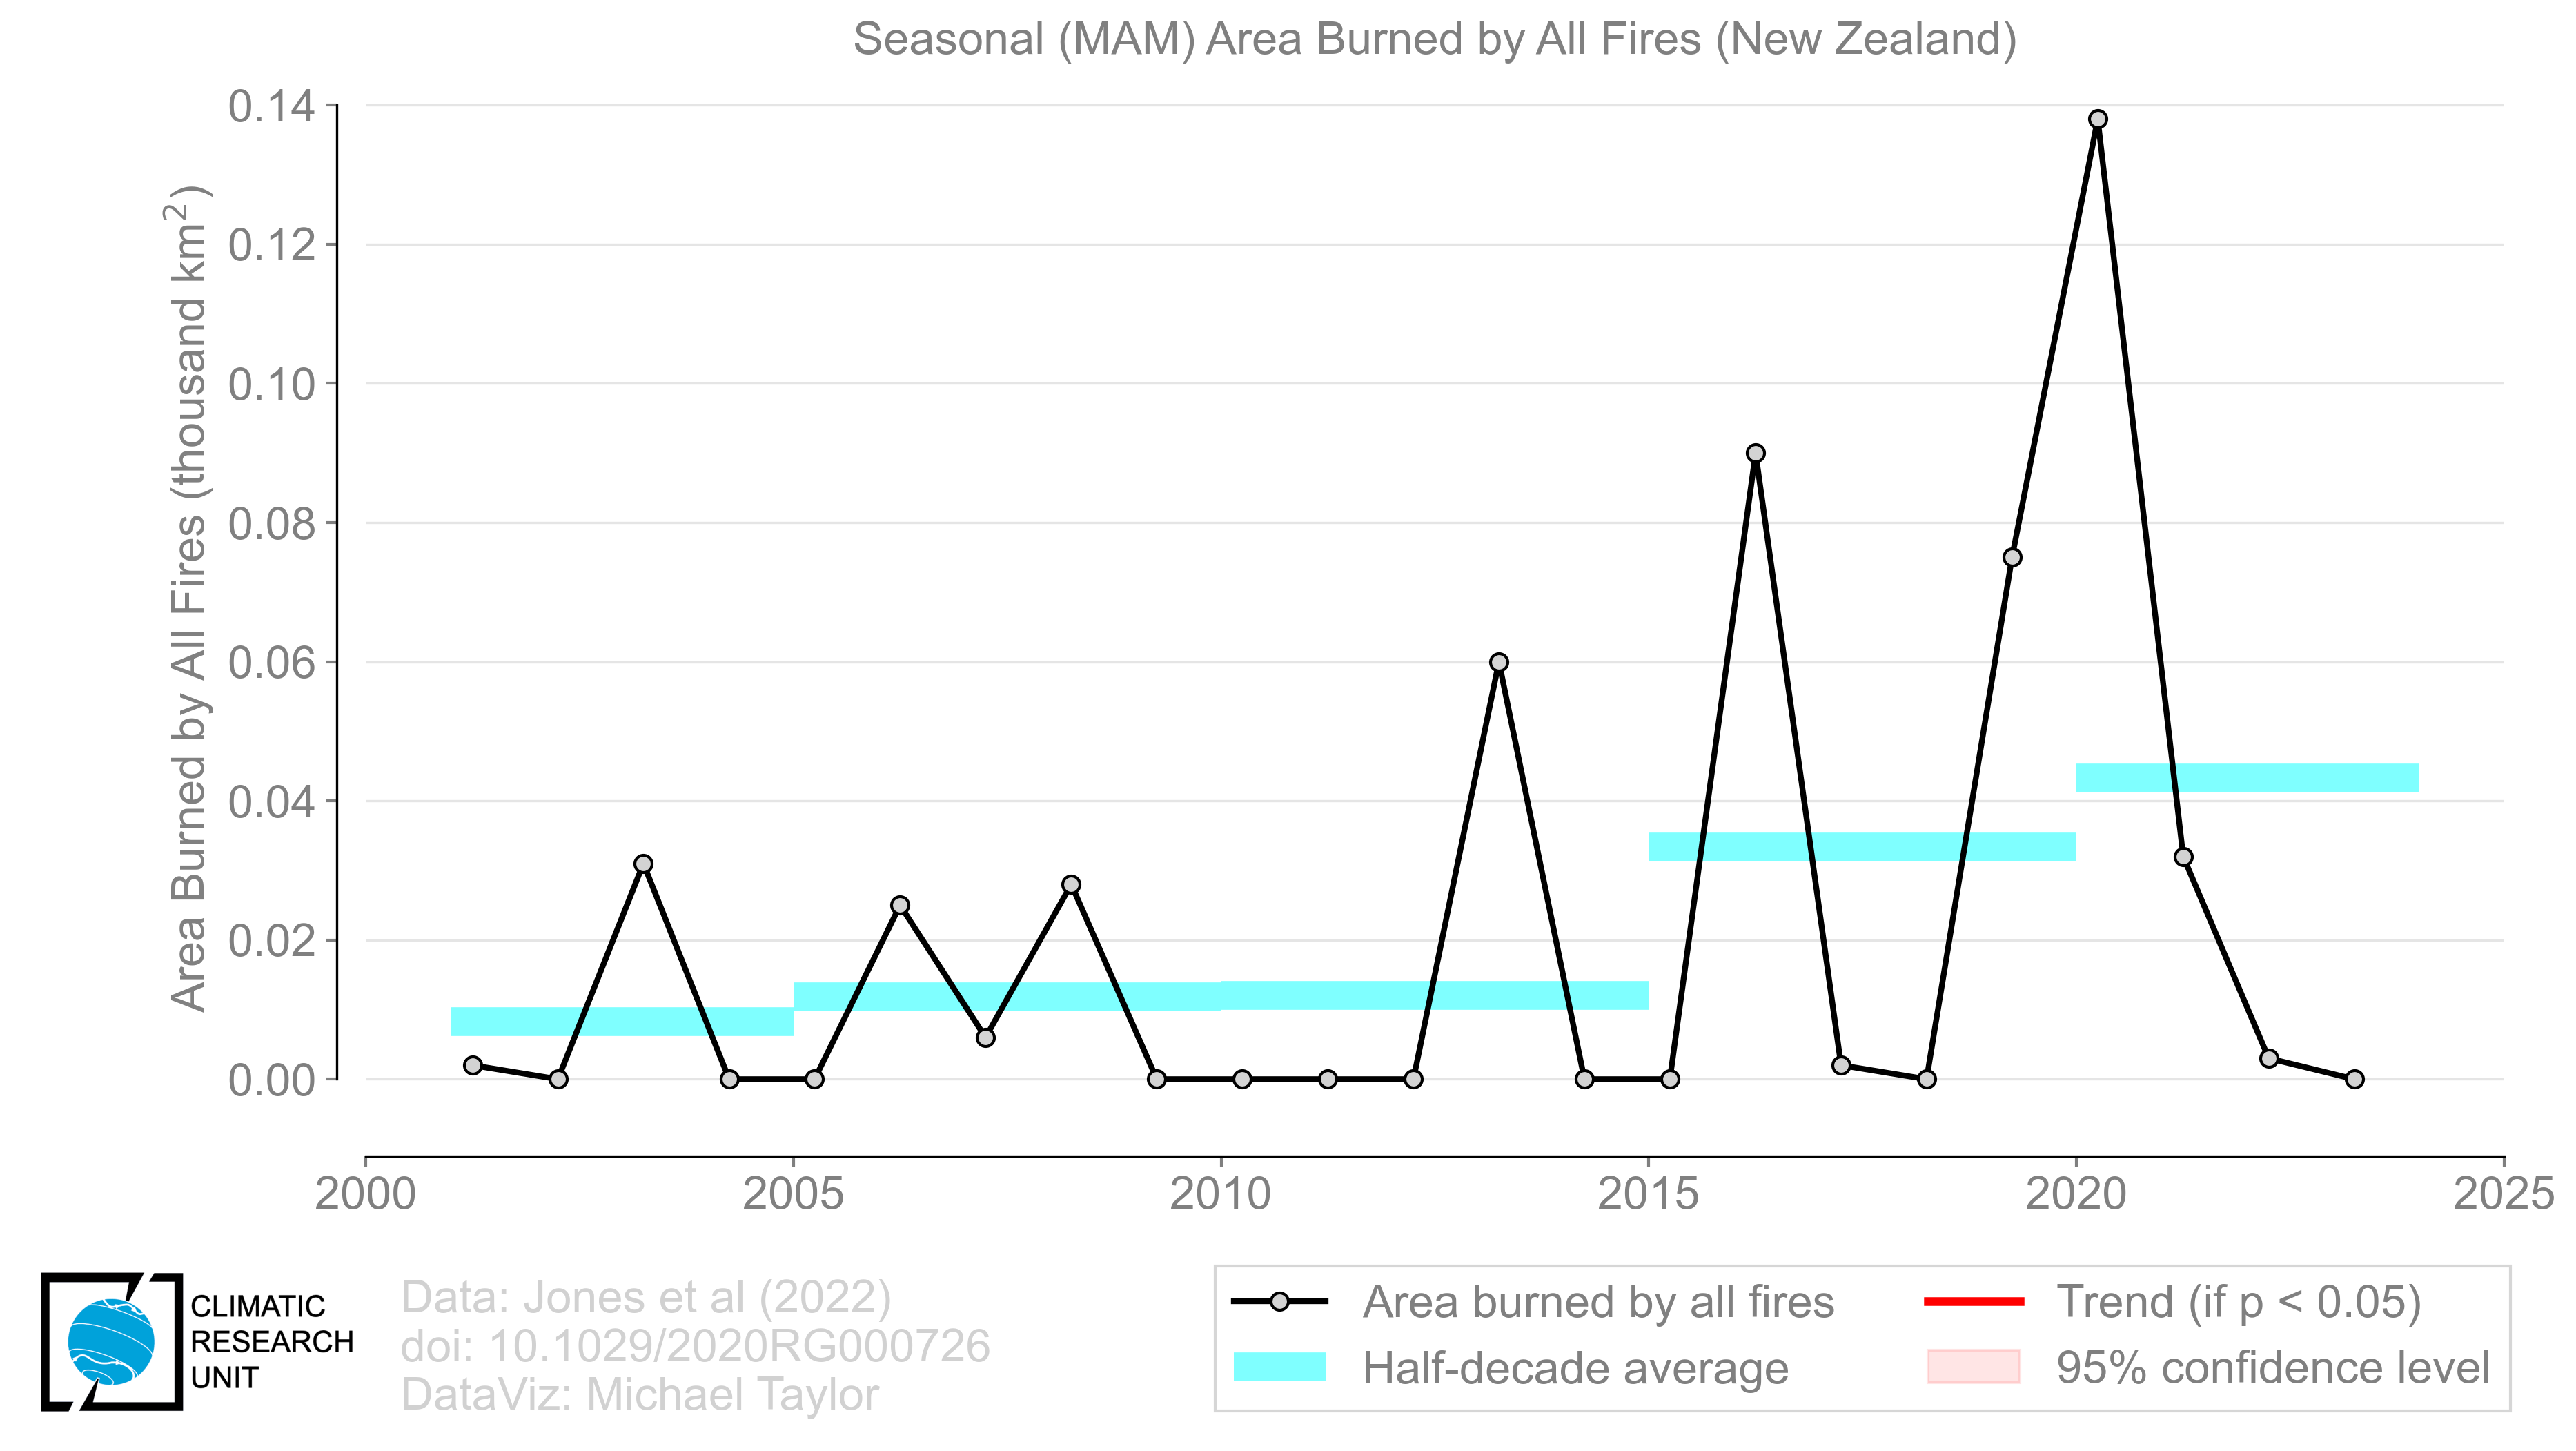 Seasonal (MAM) Area Burned by All Fires (New Zealand)
Area Burned by All Fires (thousand km²)
0.14
0.12
0.10
0.08
0.06
0.04
0.02
0.00
2000 2005 2010 2015 2020 2025
CLIMATIC
RESEARCH
UNIT
Data: Jones et al (2022)
doi: 10.1029/2020RG000726
DataViz: Michael Taylor
Area burned by all fires
Half-decade average
Trend (if p < 0.05)
95% confidence level